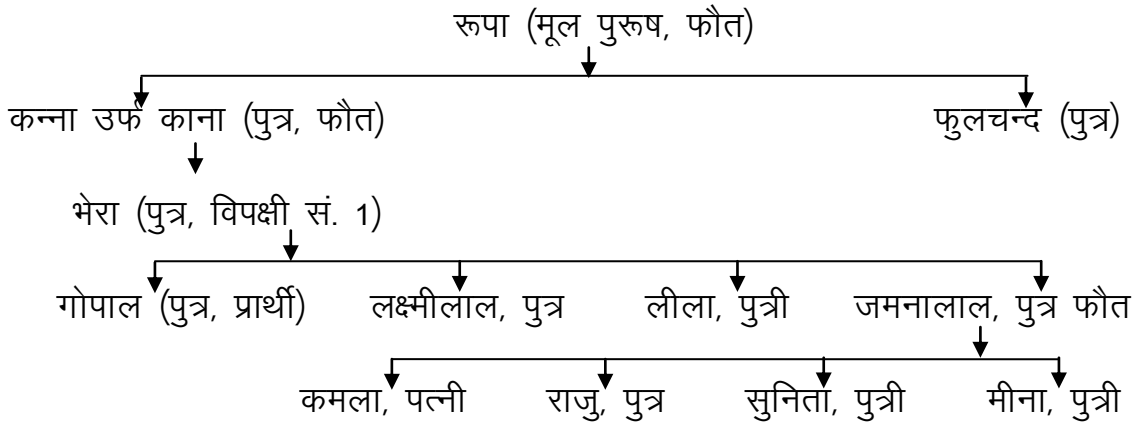 रूपा (मूल पुरूष, फौत)
कन्ना उर्फ काना (पुत्र, फौत) फुलचन्द (पुत्र)
भेरा (पुत्र, विपक्षी सं. 1)
गोपाल (पुत्र, प्रार्थी) लक्ष्मीलाल, पुत्र लीला, पुत्री जमनालाल, पुत्र फौत
कमला, पत्नी राजु, पुत्र सुनिता, पुत्री मीना, पुत्री